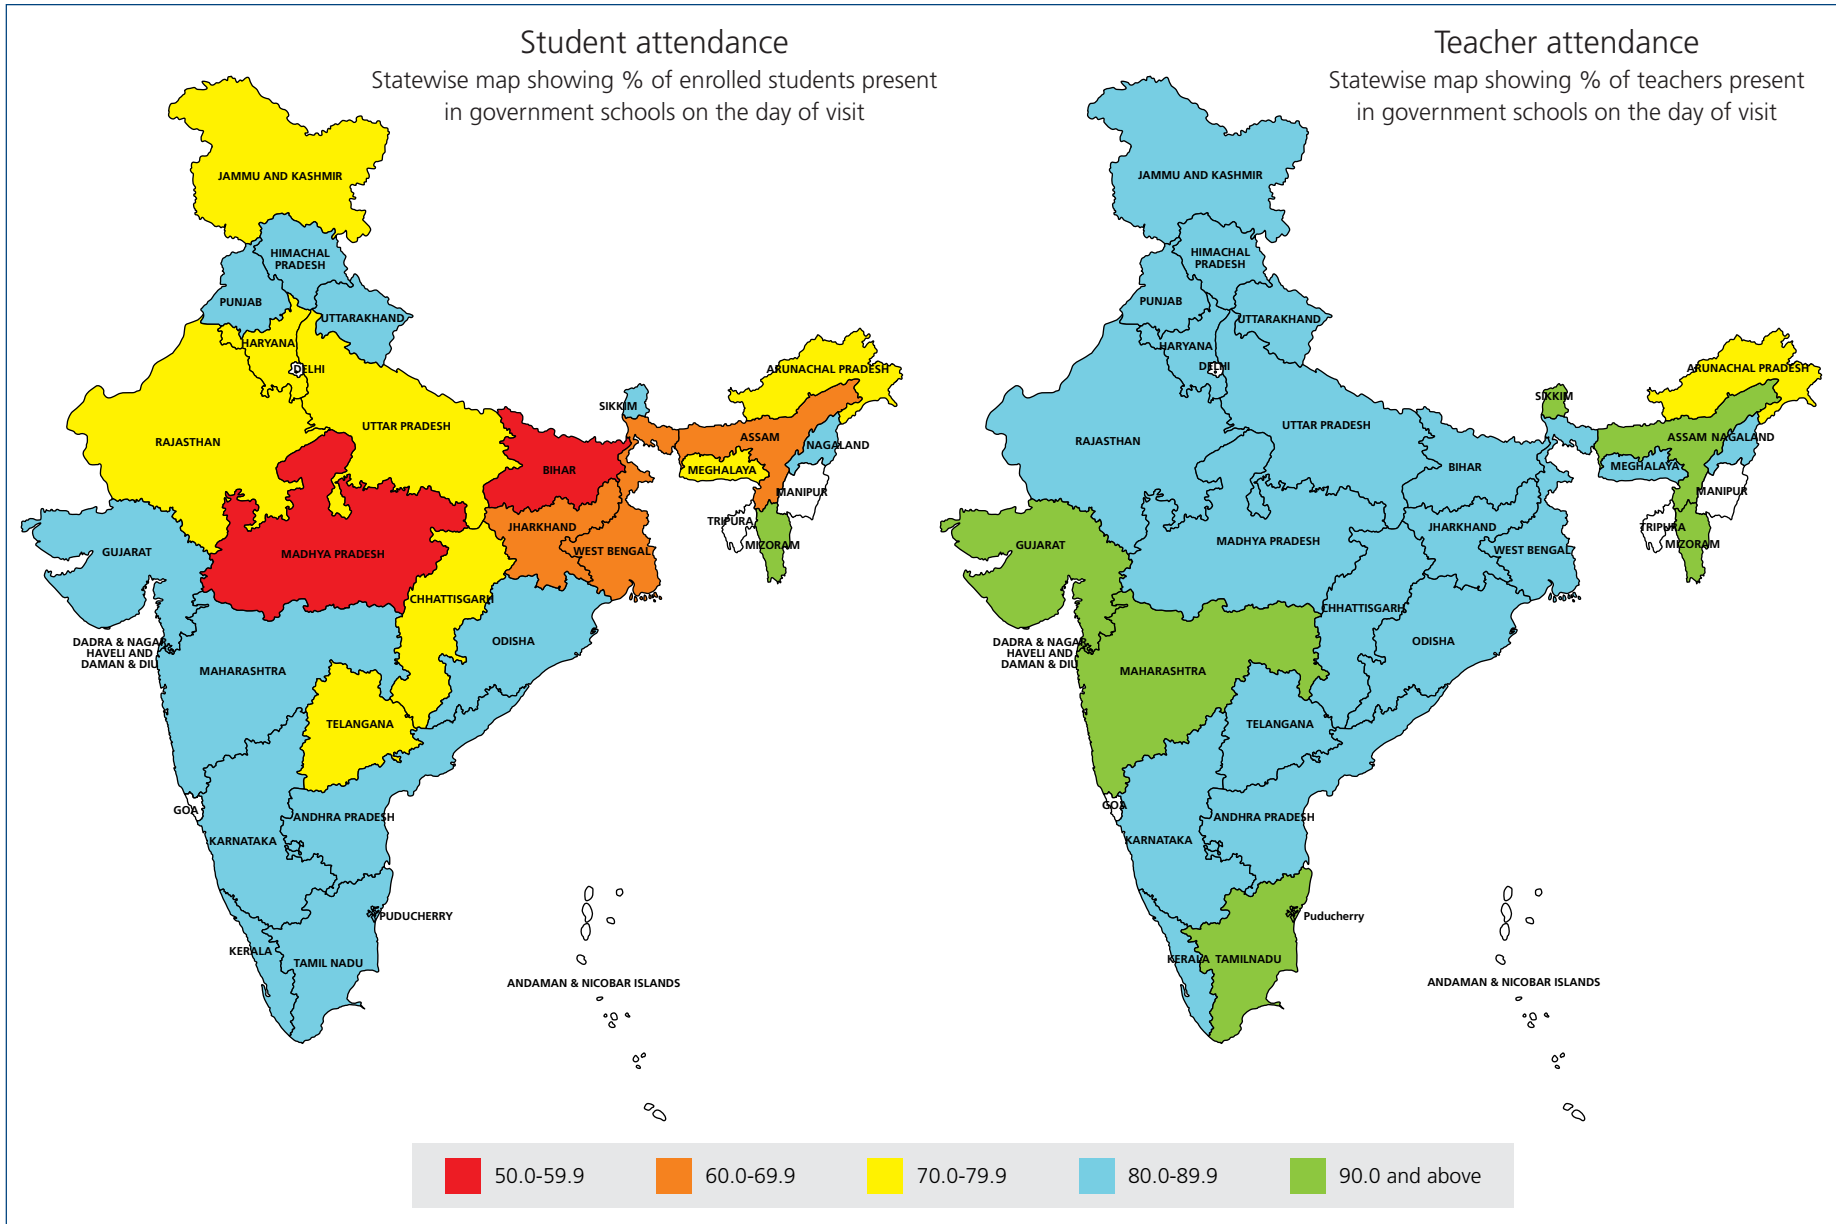 Student attendance
Statewise map showing % of enrolled students present
in government schools on the day of visit
JAMMU AND KASHMIR
HIMACHAL
PRADESH
PUNJAB
UTTARAKHAND
HARYANA
DELHI
ARUNACHAL PRADESH
SIKKIM
UTTAR PRADESH
RAJASTHAN
ASSAM
NAGALAND
BIHAR
MEGHALAYA
MANIPUR
TRIPURA
JHARKHAND
MIZORAM
WEST BENGAL
GUJARAT
MADHYA PRADESH
CHHATTISGARH
ODISHA
DADRA & NAGAR
HAVELI AND
DAMAN & DIU
MAHARASHTRA
TELANGANA
GOA
ANDHRA PRADESH
KARNATAKA
PUDUCHERRY
KERALA
TAMIL NADU
ANDAMAN & NICOBAR ISLANDS
Teacher attendance
Statewise map showing % of teachers present
in government schools on the day of visit
JAMMU AND KASHMIR
HIMACHAL
PRADESH
PUNJAB
UTTARAKHAND
HARYANA
DELHI
ARUNACHAL PRADESH
SIKKIM
UTTAR PRADESH
RAJASTHAN
ASSAM
NAGALAND
BIHAR
MEGHALAYA
MANIPUR
TRIPURA
JHARKHAND
MIZORAM
WEST BENGAL
GUJARAT
MADHYA PRADESH
CHHATTISGARH
ODISHA
DADRA & NAGAR
HAVELI AND
DAMAN & DIU
MAHARASHTRA
TELANGANA
GOA
ANDHRA PRADESH
KARNATAKA
Puducherry
KERALA
TAMILNADU
ANDAMAN & NICOBAR ISLANDS
50.0-59.9
60.0-69.9
70.0-79.9
80.0-89.9
90.0 and above